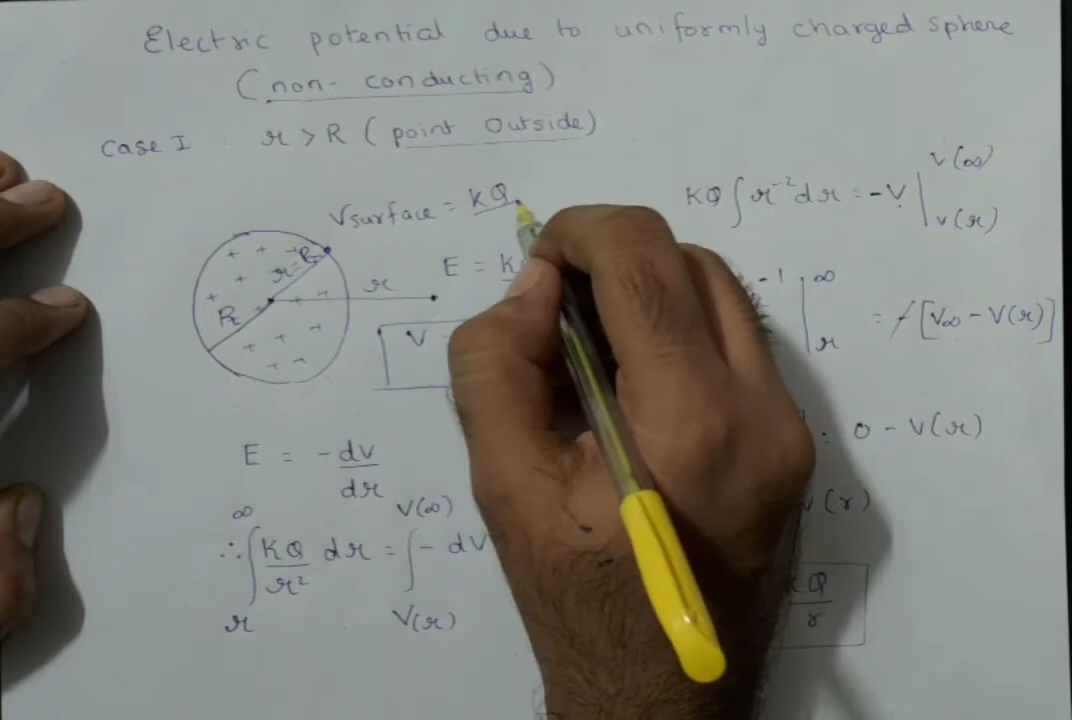 Electric potential due to uniformly charged sphere
(non-conducting)
Case I r > R (point outside)
Vsurface = KQ
E = k
r = R
r
R
V
E = - dV/dr
∴ ∫ KQ/r² dr = ∫ - dV
∞ V(∞)
r V(r)
KQ ∫ r⁻² dr = -V | V(∞) V(r)
-1 | ∞ r = - [V∞ - V(r)]
= 0 - V(r)
V(r)
KQ/r